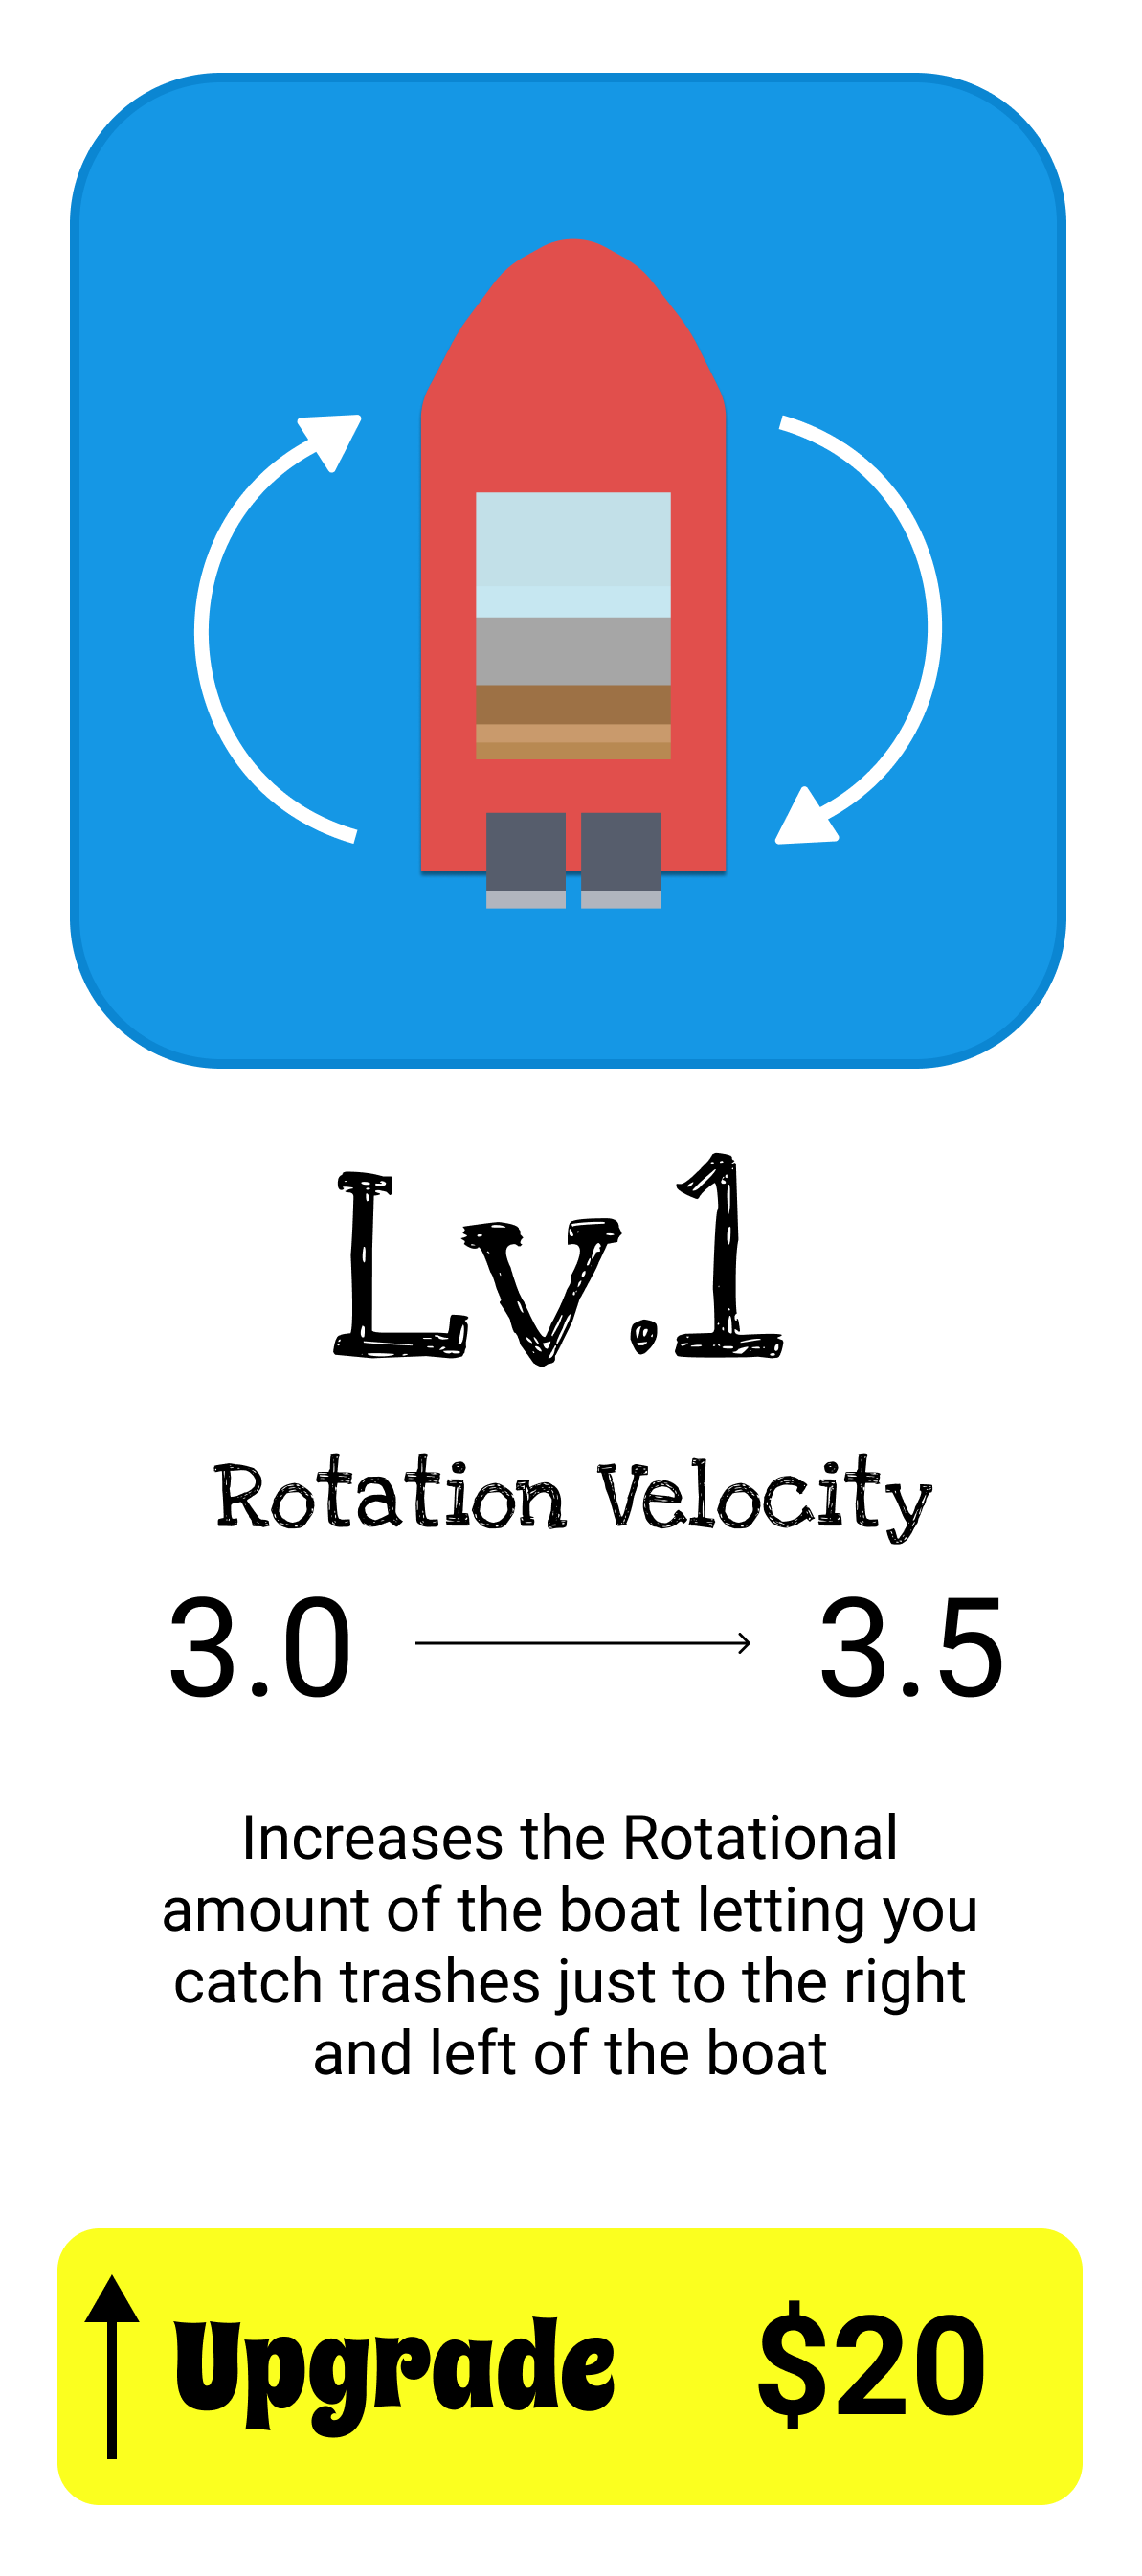 Lv.1
Rotation Velocity
3.0 3.5
Increases the Rotational
amount of the boat letting you
catch trashes just to the right
and left of the boat
Upgrade $20